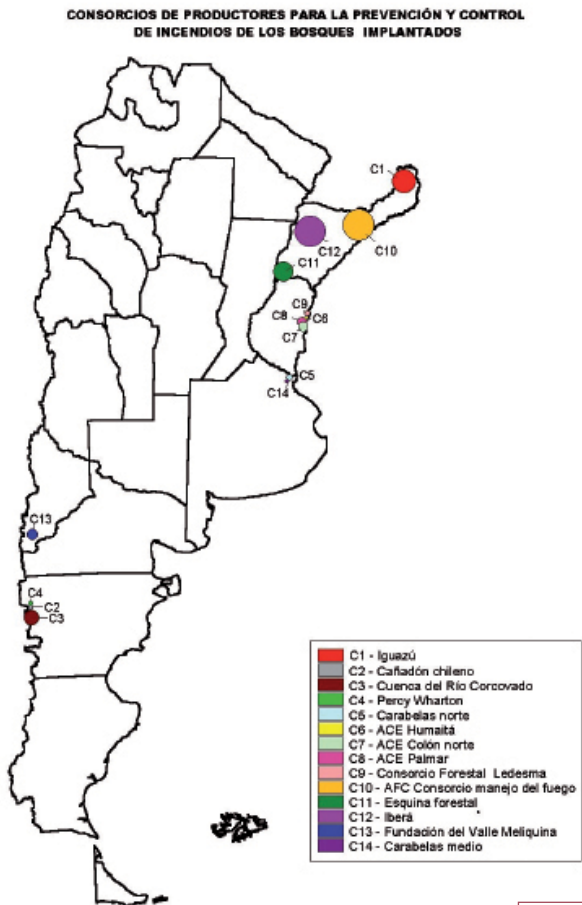 CONSORCIOS DE PRODUCTORES PARA LA PREVENCIÓN Y CONTROL
DE INCENDIOS DE LOS BOSQUES IMPLANTADOS
C1
C10
C12
C11
C9
C8
C6
C7
C5
C14
C13
C4
C2
C3
C1 - Iguazú
C2 - Cañadón chileno
C3 - Cuenca del Río Corcovado
C4 - Percy Wharton
C5 - Carabelas norte
C6 - ACE Humaitá
C7 - ACE Colón norte
C8 - ACE Palmar
C9 - Consorcio Forestal Ledesma
C10 - AFC Consorcio manejo del fuego
C11 - Esquina forestal
C12 - Iberá
C13 - Fundación del Valle Meliquina
C14 - Carabelas medio